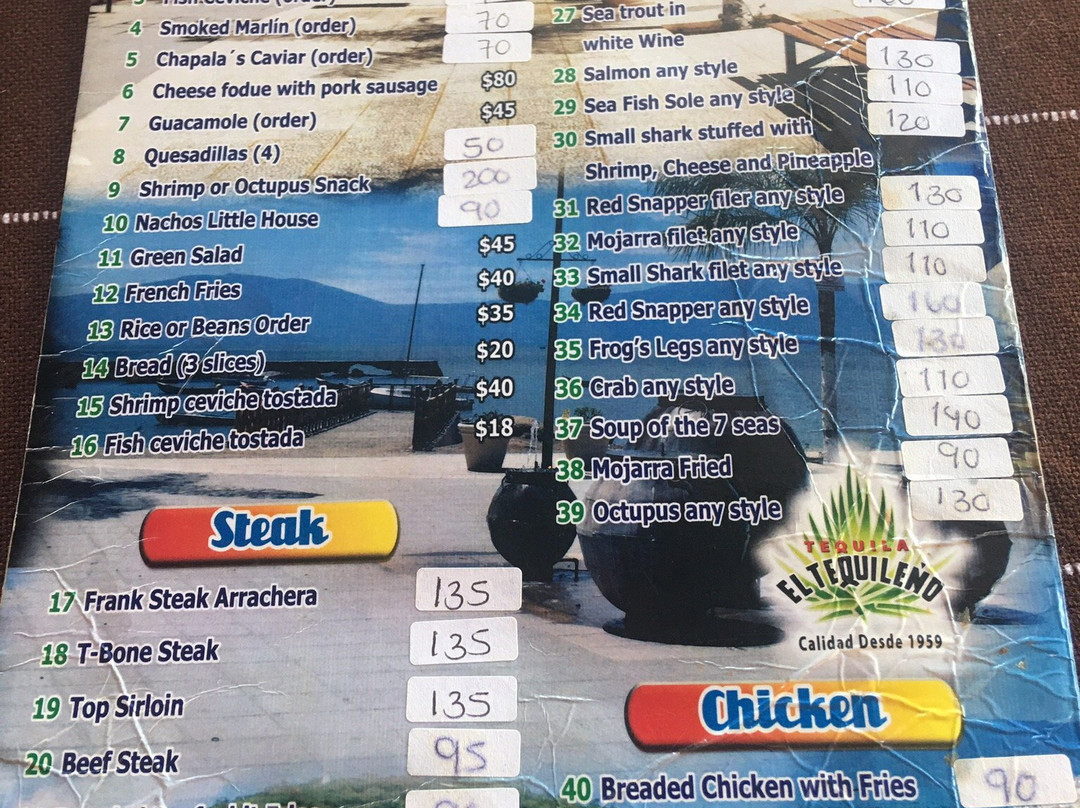 Fish Ceviche (order)
4 Smoked Marlin (order) 70
5 Chapala´s Caviar (order) 70
6 Cheese fodue with pork sausage $80
7 Guacamole (order) $45
8 Quesadillas (4) 50
9 Shrimp or Octupus Snack 200
10 Nachos Little House 90
11 Green Salad $45
12 French Fries $40
13 Rice or Beans Order $35
14 Bread (3 slices) $20
15 Shrimp ceviche tostada $40
16 Fish ceviche tostada $18
Steak
17 Frank Steak Arrachera 135
18 T-Bone Steak 135
19 Top Sirloin 135
20 Beef Steak 95
27 Sea trout in
white Wine
28 Salmon any style 130
29 Sea Fish Sole any style 110
30 Small shark stuffed with 120
Shrimp, Cheese and Pineapple
31 Red Snapper filer any style 130
32 Mojarra filet any style 110
33 Small Shark filet any style 110
34 Red Snapper any style 160
35 Frog's Legs any style 130
36 Crab any style 110
37 Soup of the 7 seas 140
38 Mojarra Fried 90
39 Octupus any style 130
TEQUILA
EL TEQUILEÑO
Calidad Desde 1959
Chicken
40 Breaded Chicken with Fries 90